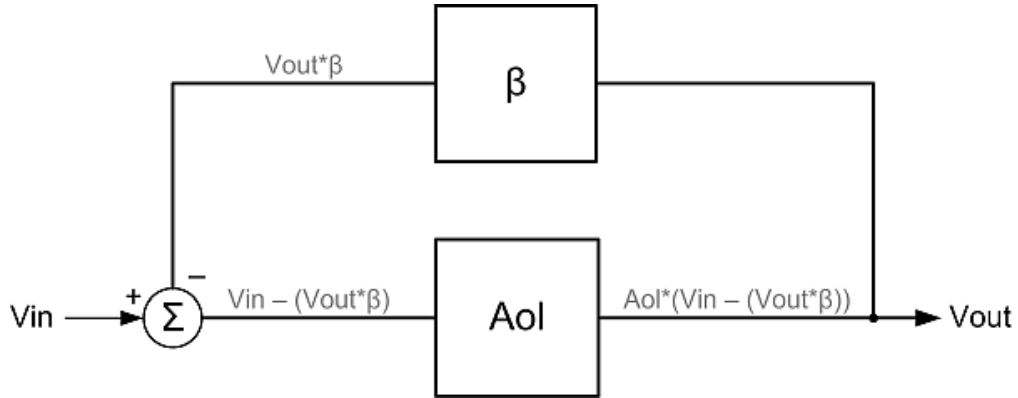 β
Vout*β
−
+
Vin
Σ
Vin – (Vout*β)
Aol
Aol*(Vin – (Vout*β))
Vout